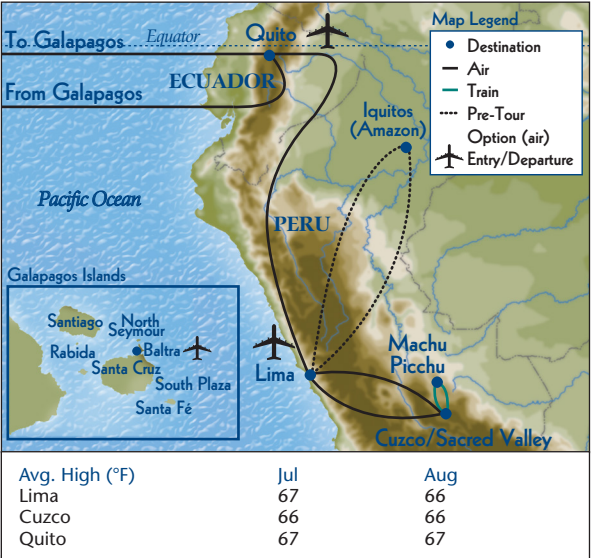 To Galapagos
Equator
Quito
From Galapagos
ECUADOR
Map Legend
Destination
Air
Train
Pre-Tour
Option (air)
Entry/Departure
Iquitos
(Amazon)
Pacific Ocean
PERU
Galapagos Islands
Santiago
North
Seymour
Rabida
Baltra
Santa Cruz
South Plaza
Santa Fé
Lima
Machu
Picchu
Cuzco/Sacred Valley
Avg. High (°F) Jul Aug
Lima 67 66
Cuzco 66 66
Quito 67 67